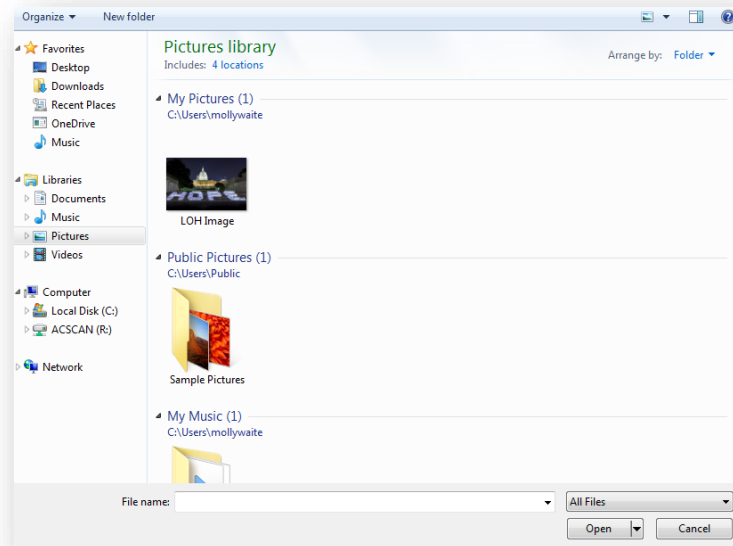 Organize New folder
Favorites
Desktop
Downloads
Recent Places
OneDrive
Music
Libraries
Documents
Music
Pictures
Videos
Computer
Local Disk (C:)
ACSCAN (R:)
Network
Pictures library
Includes: 4 locations
Arrange by: Folder
My Pictures (1)
C:\Users\mollywaite
HOPE
LOH Image
Public Pictures (1)
C:\Users\Public
Sample Pictures
My Music (1)
C:\Users\mollywaite
File name:
All Files
Open Cancel